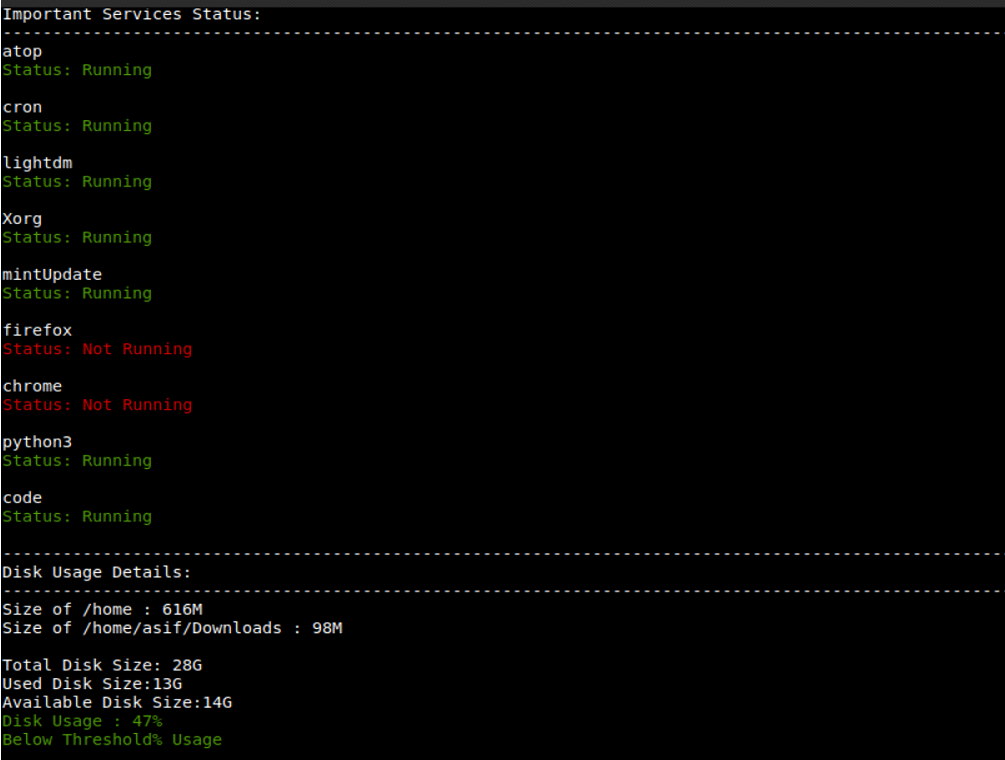 Important Services Status:
----------------------------------------------------------------------------------------------------
atop
Status: Running
cron
Status: Running
lightdm
Status: Running
Xorg
Status: Running
mintUpdate
Status: Running
firefox
Status: Not Running
chrome
Status: Not Running
python3
Status: Running
code
Status: Running
----------------------------------------------------------------------------------------------------
Disk Usage Details:
----------------------------------------------------------------------------------------------------
Size of /home : 616M
Size of /home/asif/Downloads : 98M
Total Disk Size: 28G
Used Disk Size:13G
Available Disk Size:14G
Disk Usage : 47%
Below Threshold% Usage